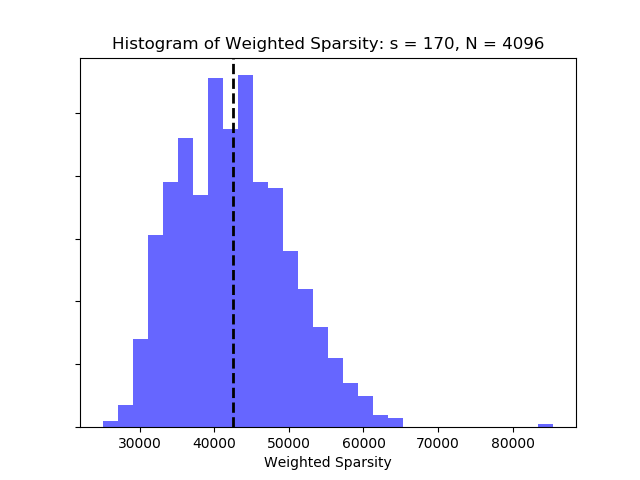 Histogram of Weighted Sparsity: s = 170, N = 4096
30000 40000 50000 60000 70000 80000
Weighted Sparsity